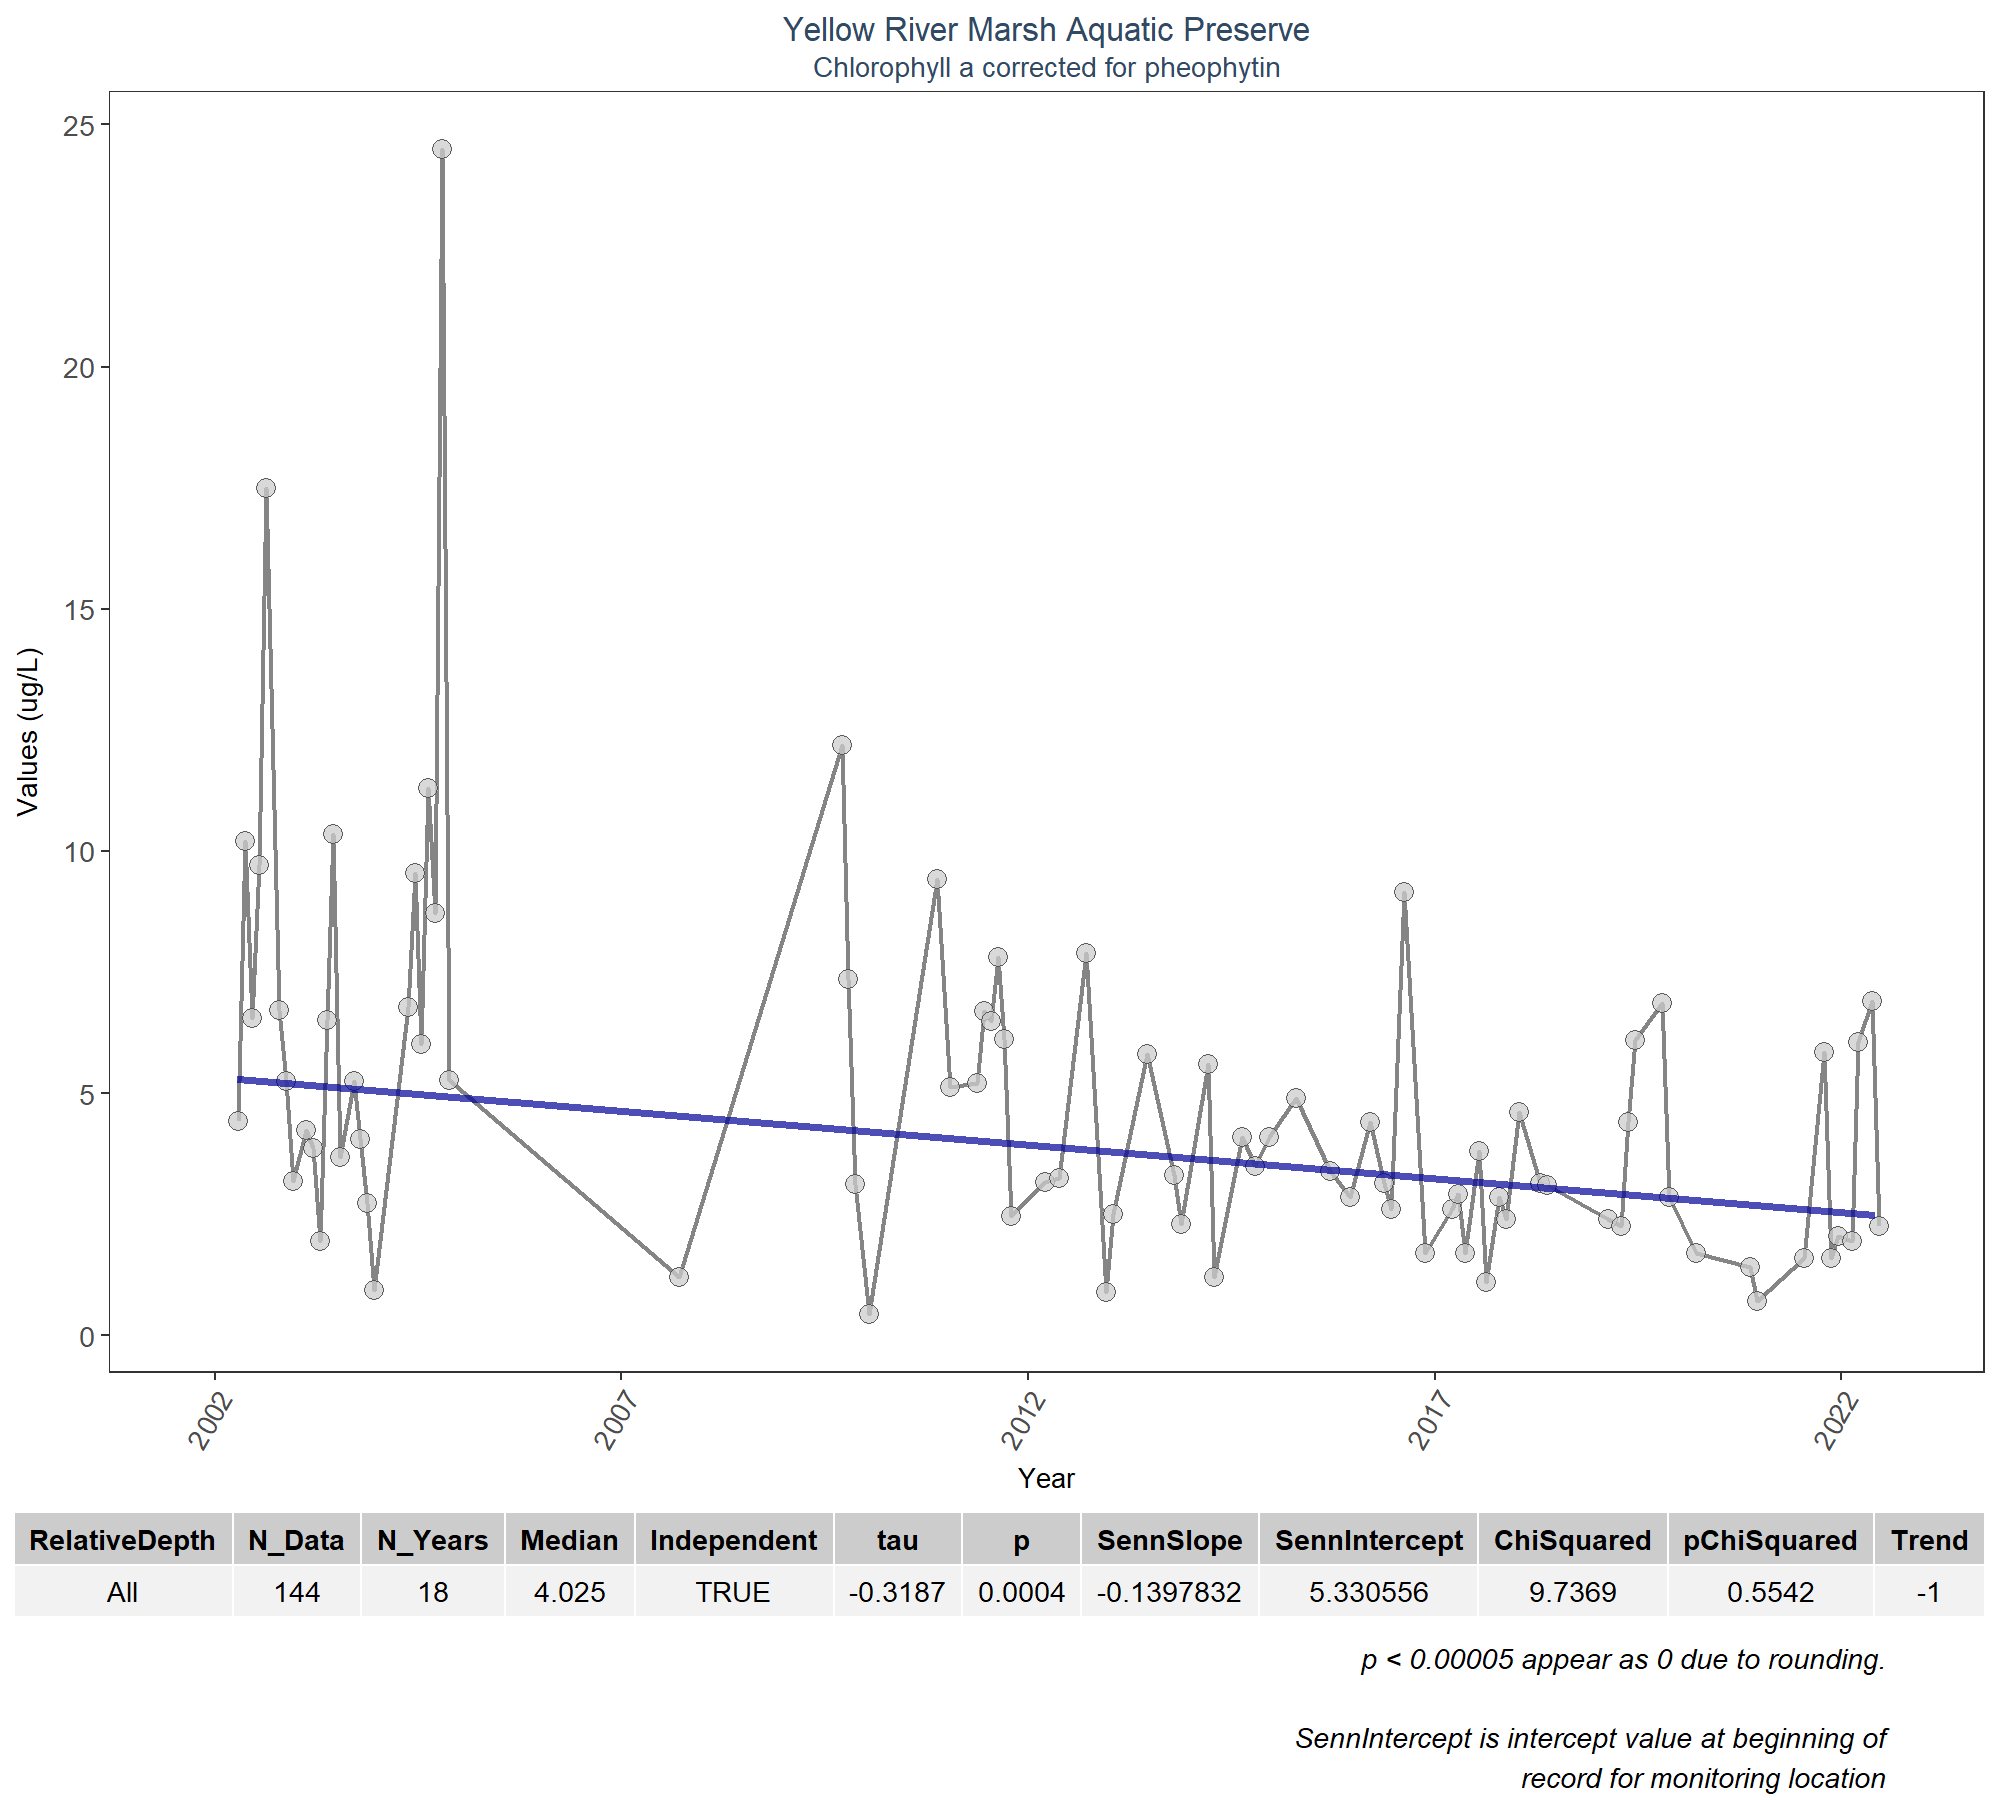 Yellow River Marsh Aquatic Preserve
Chlorophyll a corrected for pheophytin
25
20
15
10
5
0
Values (ug/L)
2002
2007
2012
2017
2022
Year
RelativeDepth N_Data N_Years Median Independent tau p SennSlope SennIntercept ChiSquared pChiSquared Trend
All 144 18 4.025 TRUE -0.3187 0.0004 -0.1397832 5.330556 9.7369 0.5542 -1
p < 0.00005 appear as 0 due to rounding.
SennIntercept is intercept value at beginning of
record for monitoring location